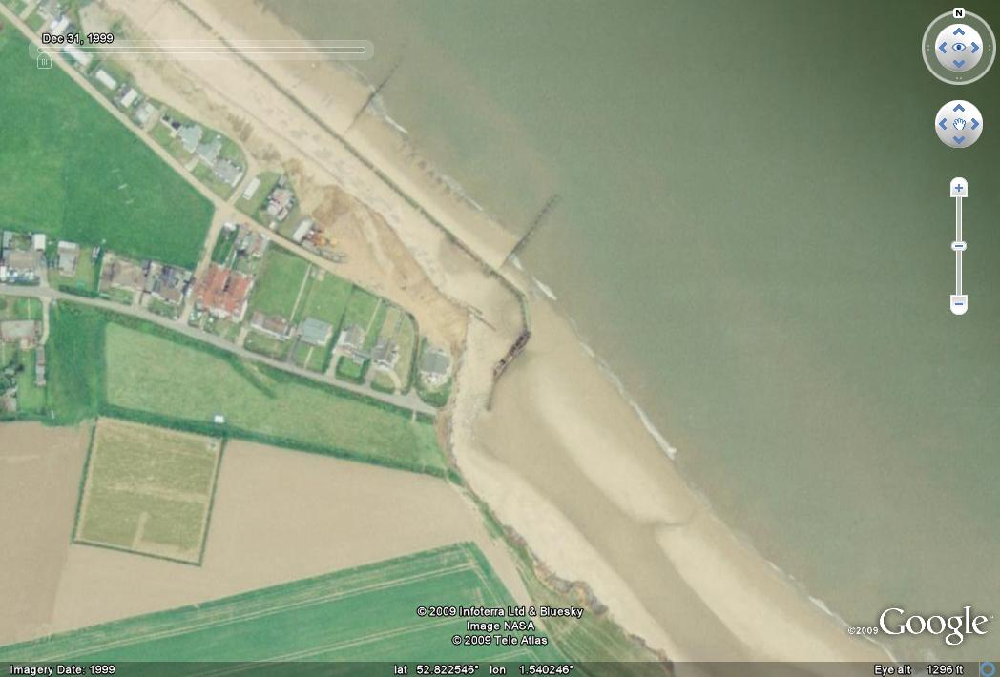 N
Dec 31, 1999
© 2009 Infoterra Ltd & Bluesky
Image NASA
© 2009 Tele Atlas
©2009 Google™
Imagery Date: 1999 lat 52.822546° lon 1.540246° Eye alt 1296 ft